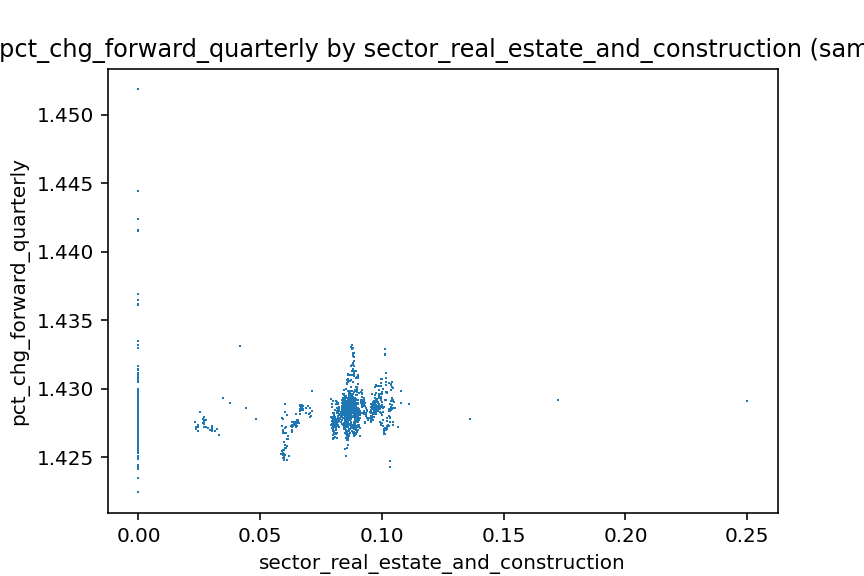 pct_chg_forward_quarterly by sector_real_estate_and_construction (sam
1.450
1.445
1.440
1.435
1.430
1.425
pct_chg_forward_quarterly
0.00 0.05 0.10 0.15 0.20 0.25
sector_real_estate_and_construction